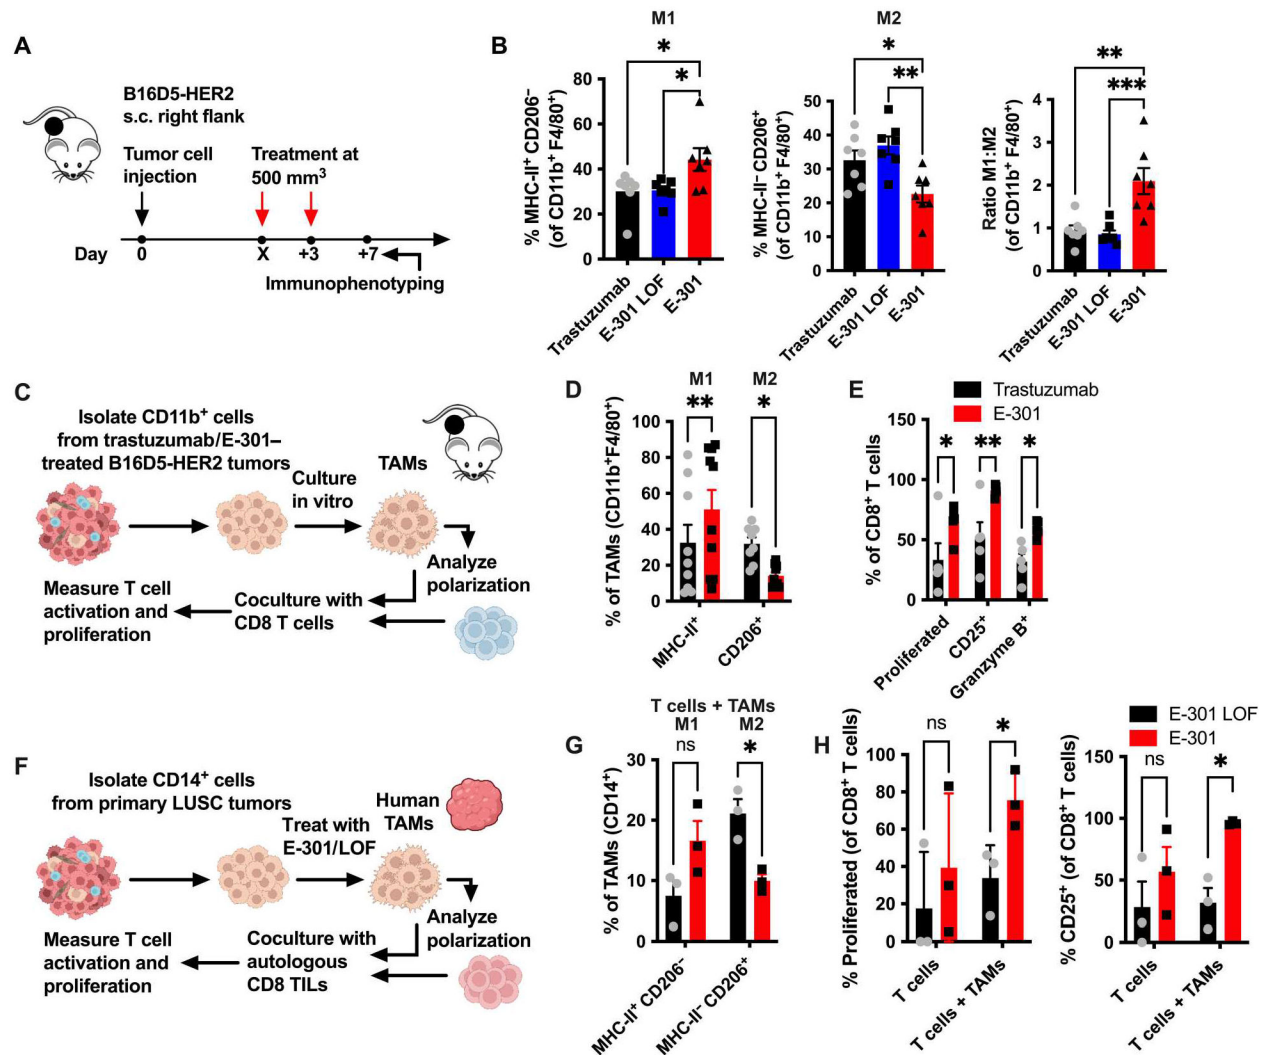 A
B16D5-HER2
s.c. right flank
Tumor cell
injection
Treatment at
500 mm³
Day
0
X
+3
+7
Immunophenotyping
B
M1
*
*
% MHC-II⁺ CD206⁻
(of CD11b⁺ F4/80⁺)
80
60
40
20
0
Trastuzumab
E-301 LOF
E-301
M2
*
**
% MHC-II⁻ CD206⁺
(of CD11b⁺ F4/80⁺)
50
40
30
20
10
0
Trastuzumab
E-301 LOF
E-301
**
***
Ratio M1:M2
(of CD11b⁺ F4/80⁺)
4
3
2
1
0
Trastuzumab
E-301 LOF
E-301
C
Isolate CD11b⁺ cells
from trastuzumab/E-301–
treated B16D5-HER2 tumors
Culture
in vitro
TAMs
Analyze
polarization
Coculture with
CD8 T cells
Measure T cell
activation and
proliferation
D
M1
M2
**
*
% of TAMs (CD11b⁺F4/80⁺)
100
80
60
40
20
0
MHC-II⁺
CD206⁺
E
Trastuzumab
E-301
*
**
*
% of CD8⁺ T cells
150
100
50
0
Proliferated
CD25⁺
Granzyme B⁺
F
Isolate CD14⁺ cells
from primary LUSC tumors
Treat with
E-301/LOF
Human
TAMs
Analyze
polarization
Coculture with
autologous
CD8 TILs
Measure T cell
activation and
proliferation
G
T cells + TAMs
M1
M2
ns
*
% of TAMs (CD14⁺)
30
20
10
0
MHC-II⁺ CD206⁻
MHC-II⁻ CD206⁺
H
ns
*
% Proliferated (of CD8⁺ T cells)
100
80
60
40
20
0
T cells
T cells + TAMs
E-301 LOF
E-301
ns
*
% CD25⁺ (of CD8⁺ T cells)
150
100
50
0
T cells
T cells + TAMs